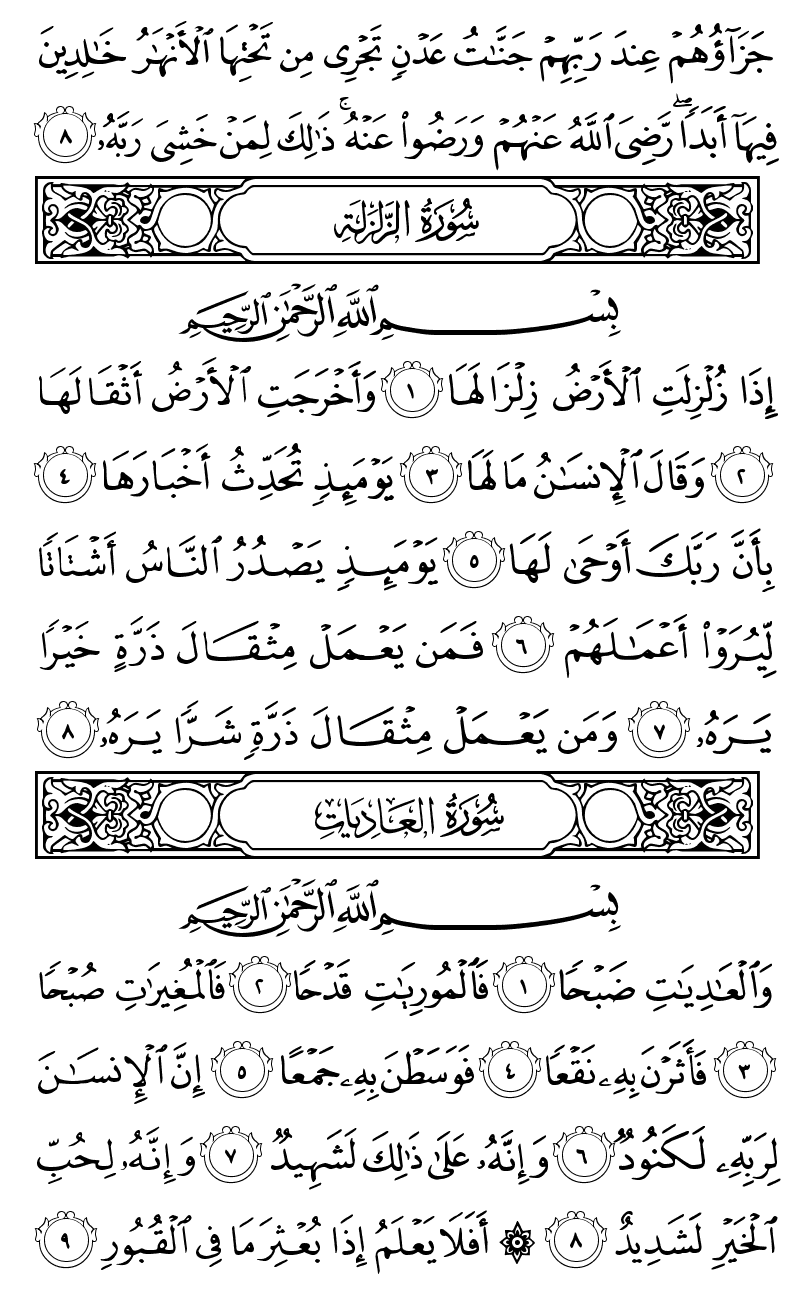 جَزَآؤُهُمۡ عِندَ رَبِّهِمۡ جَنَّٰتُ عَدۡنٖ تَجۡرِي مِن تَحۡتِهَا ٱلۡأَنۡهَٰرُ خَٰلِدِينَ
فِيهَآ أَبَدٗاۖ رَّضِيَ ٱللَّهُ عَنۡهُمۡ وَرَضُواْ عَنۡهُۚ ذَٰلِكَ لِمَنۡ خَشِيَ رَبَّهُۥ ٨
سُورَةُ الزَّلۡزَلَةِ
بِسۡمِ ٱللَّهِ ٱلرَّحۡمَٰنِ ٱلرَّحِيمِ
إِذَا زُلۡزِلَتِ ٱلۡأَرۡضُ زِلۡزَالَهَا ١ وَأَخۡرَجَتِ ٱلۡأَرۡضُ أَثۡقَالَهَا
٢ وَقَالَ ٱلۡإِنسَٰنُ مَا لَهَا ٣ يَوۡمَئِذٖ تُحَدِّثُ أَخۡبَارَهَا ٤
بِأَنَّ رَبَّكَ أَوۡحَىٰ لَهَا ٥ يَوۡمَئِذٖ يَصۡدُرُ ٱلنَّاسُ أَشۡتَاتٗا
لِّيُرَوۡاْ أَعۡمَٰلَهُمۡ ٦ فَمَن يَعۡمَلۡ مِثۡقَالَ ذَرَّةٍ خَيۡرٗا
يَرَهُۥ ٧ وَمَن يَعۡمَلۡ مِثۡقَالَ ذَرَّةٖ شَرّٗا يَرَهُۥ ٨
سُورَةُ العَادِيَاتِ
بِسۡمِ ٱللَّهِ ٱلرَّحۡمَٰنِ ٱلرَّحِيمِ
وَٱلۡعَٰدِيَٰتِ ضَبۡحٗا ١ فَٱلۡمُورِيَٰتِ قَدۡحٗا ٢ فَٱلۡمُغِيرَٰتِ صُبۡحٗا
٣ فَأَثَرۡنَ بِهِۦ نَقۡعٗا ٤ فَوَسَطۡنَ بِهِۦ جَمۡعًا ٥ إِنَّ ٱلۡإِنسَٰنَ
لِرَبِّهِۦ لَكَنُودٞ ٦ وَإِنَّهُۥ عَلَىٰ ذَٰلِكَ لَشَهِيدٞ ٧ وَإِنَّهُۥ لِحُبِّ
ٱلۡخَيۡرِ لَشَدِيدٌ ٨ ۞ أَفَلَا يَعۡلَمُ إِذَا بُعۡثِرَ مَا فِي ٱلۡقُبُورِ ٩